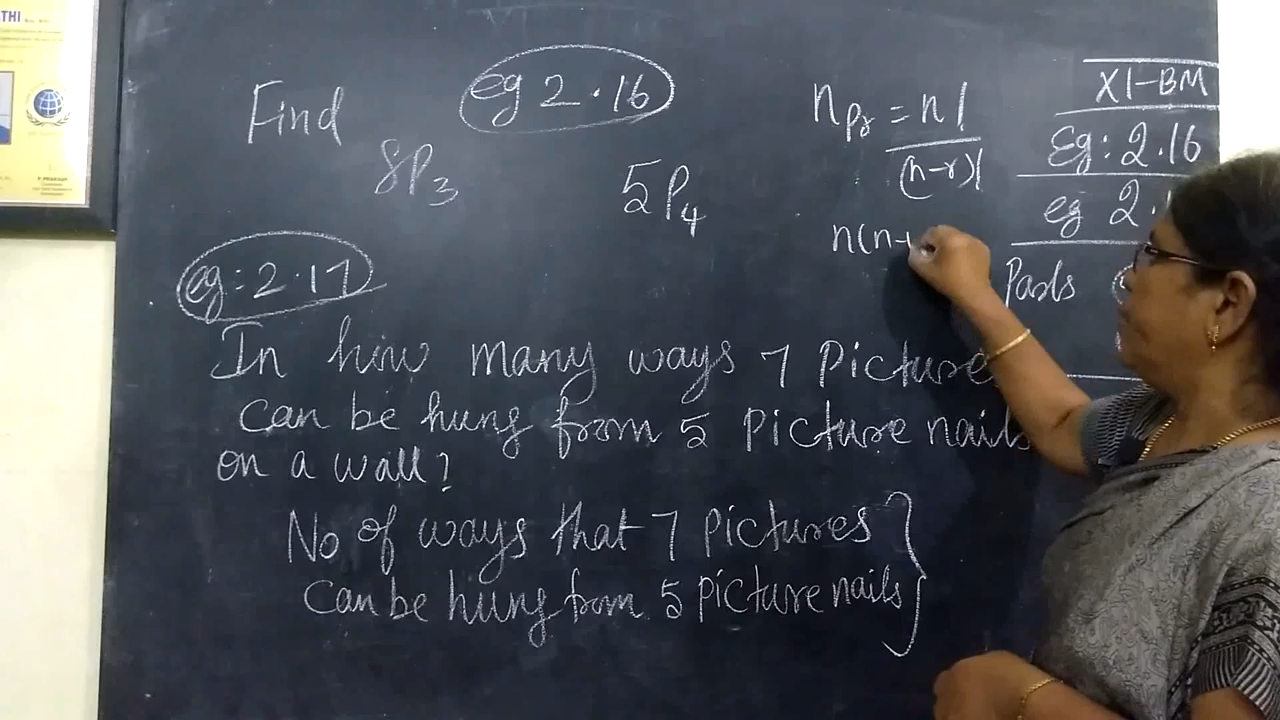 THI
Find
eg 2.16
8P3
5P4
nPr = n!
(n-r)!
n(n-
XI-BM
Eg: 2.16
eg 2.
eg: 2.17
In how many ways 7 Picture
can be hung from 5 Picture nails
on a wall?
No of ways that 7 pictures
can be hung from 5 picture nails